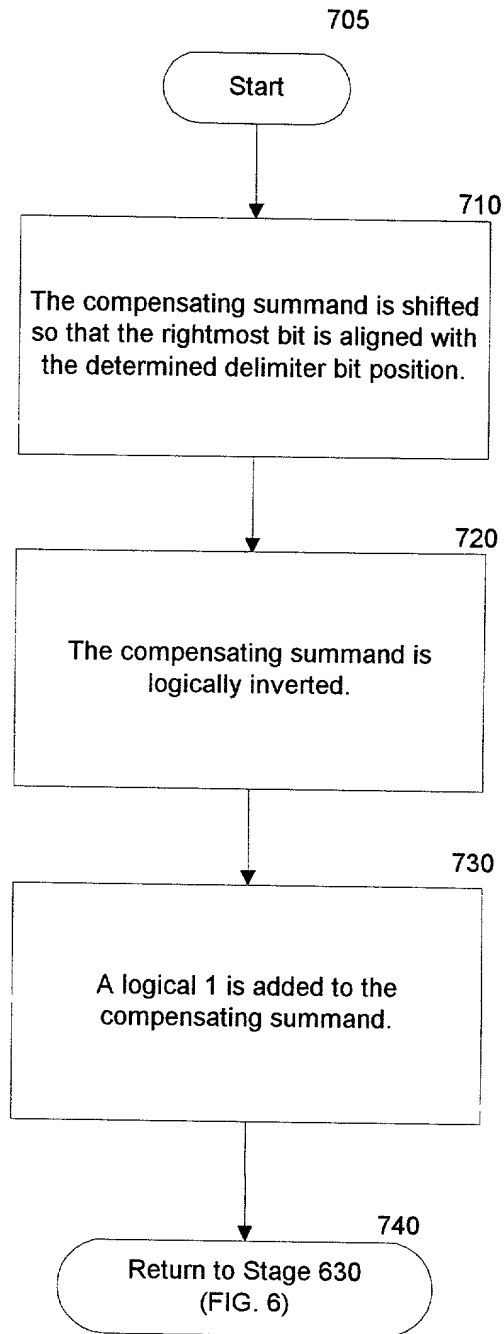 705
Start
710
The compensating summand is shifted
so that the rightmost bit is aligned with
the determined delimiter bit position.
720
The compensating summand is
logically inverted.
730
A logical 1 is added to the
compensating summand.
740
Return to Stage 630
(FIG. 6)